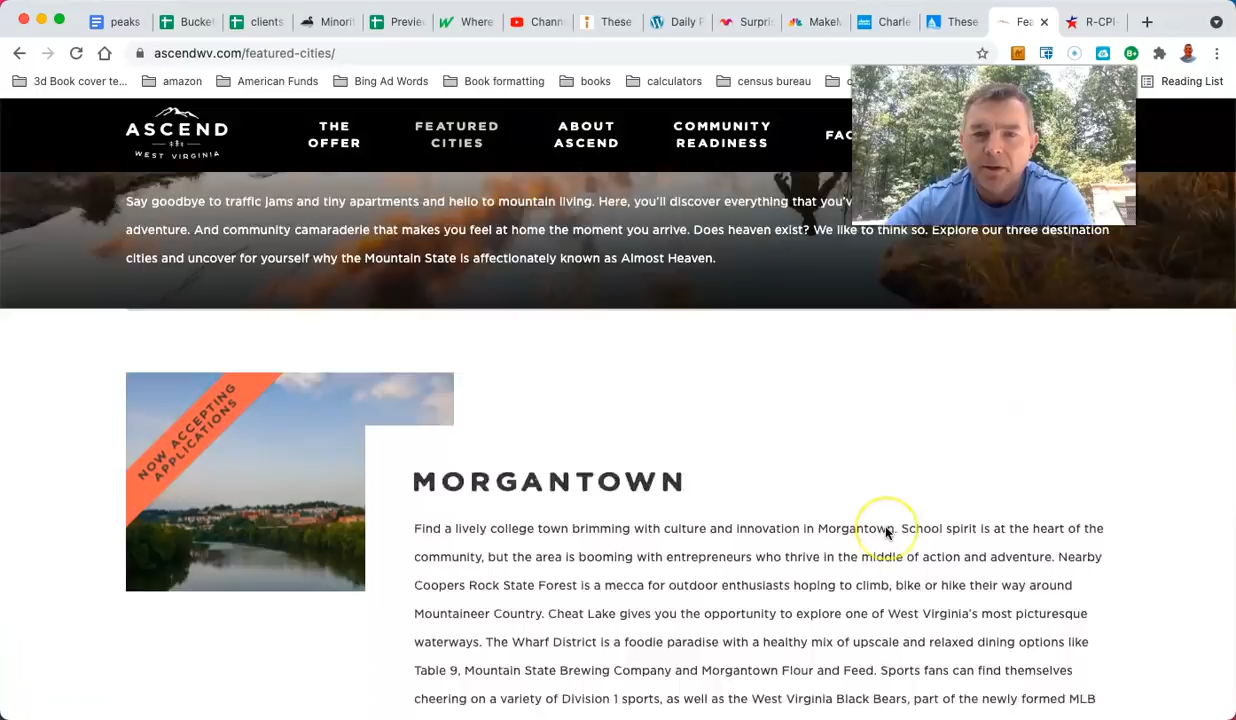 peaks
Bucket
clients
Minorit
Previe
Where
Chann
These
Daily P
Surpri
MakeM
Charle
These
Fea
R-CPI-
ascendwv.com/featured-cities/
3d Book cover te...
amazon
American Funds
Bing Ad Words
Book formatting
books
calculators
census bureau
Reading List
ASCEND
WEST VIRGINIA
THE OFFER
FEATURED CITIES
ABOUT ASCEND
COMMUNITY READINESS
FAC
Say goodbye to traffic jams and tiny apartments and hello to mountain living. Here, you'll discover everything that you'v
adventure. And community camaraderie that makes you feel at home the moment you arrive. Does heaven exist? We like to think so. Explore our three destination
cities and uncover for yourself why the Mountain State is affectionately known as Almost Heaven.
NOW ACCEPTING
APPLICATIONS
MORGANTOWN
Find a lively college town brimming with culture and innovation in Morgantown. School spirit is at the heart of the
community, but the area is booming with entrepreneurs who thrive in the middle of action and adventure. Nearby
Coopers Rock State Forest is a mecca for outdoor enthusiasts hoping to climb, bike or hike their way around
Mountaineer Country. Cheat Lake gives you the opportunity to explore one of West Virginia's most picturesque
waterways. The Wharf District is a foodie paradise with a healthy mix of upscale and relaxed dining options like
Table 9, Mountain State Brewing Company and Morgantown Flour and Feed. Sports fans can find themselves
cheering on a variety of Division 1 sports, as well as the West Virginia Black Bears, part of the newly formed MLB